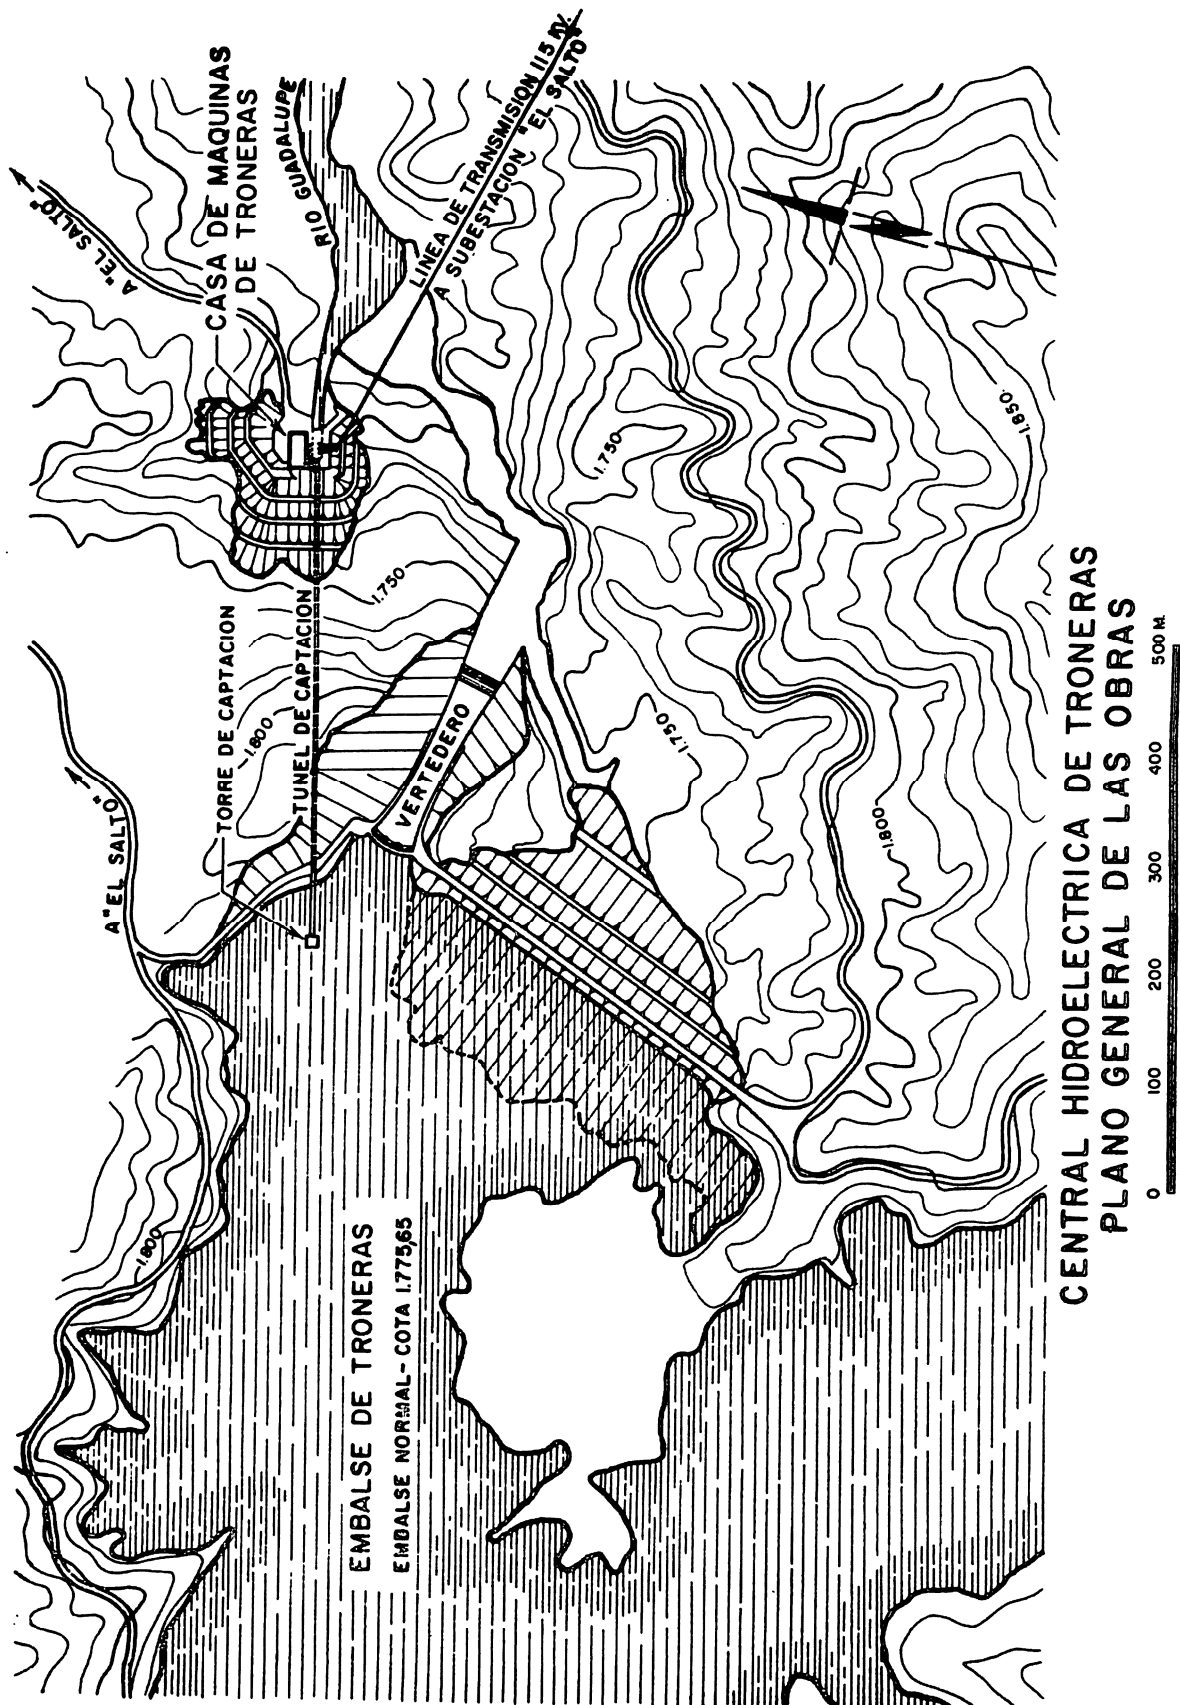 A "EL SALTO"
CASA DE MAQUINAS
DE TRONERAS
RIO GUADALUPE
LINEA DE TRANSMISION 115 KV.
A SUBESTACION "EL SALTO"
A "EL SALTO"
TORRE DE CAPTACION
1.800
TUNEL DE CAPTACION
1.750
VERTEDERO
1.750
1.750
1.850
1.800
1.800
EMBALSE DE TRONERAS
EMBALSE NORMAL - COTA 1.775,65
CENTRAL HIDROELECTRICA DE TRONERAS
PLANO GENERAL DE LAS OBRAS
0 100 200 300 400 500 M.